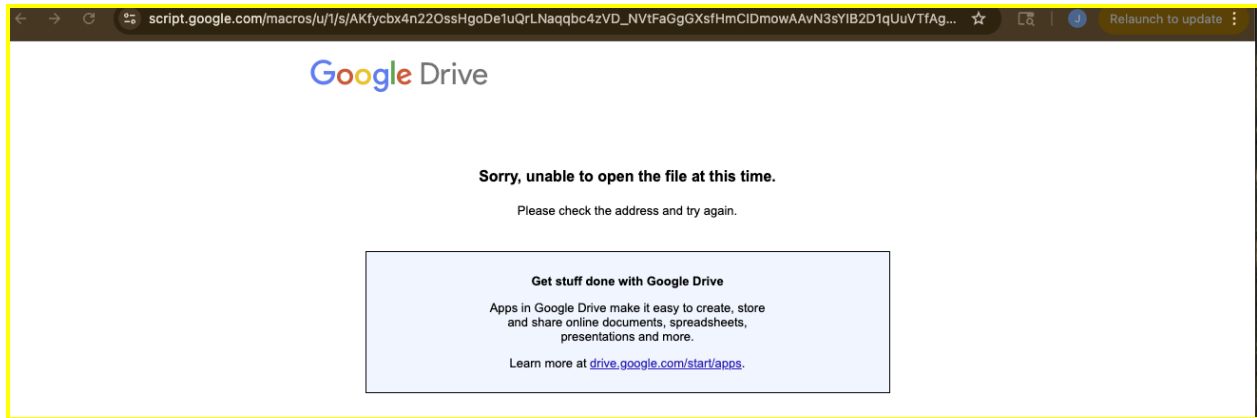 script.google.com/macros/u/1/s/AKfycbx4n22OssHgoDe1uQrLNaqqbc4zVD_NVtFaGgGXsfHmCIDmowAAvN3sYIB2D1qUuVTfAg... J Relaunch to update
Google Drive
Sorry, unable to open the file at this time.
Please check the address and try again.
Get stuff done with Google Drive
Apps in Google Drive make it easy to create, store
and share online documents, spreadsheets,
presentations and more.
Learn more at drive.google.com/start/apps.